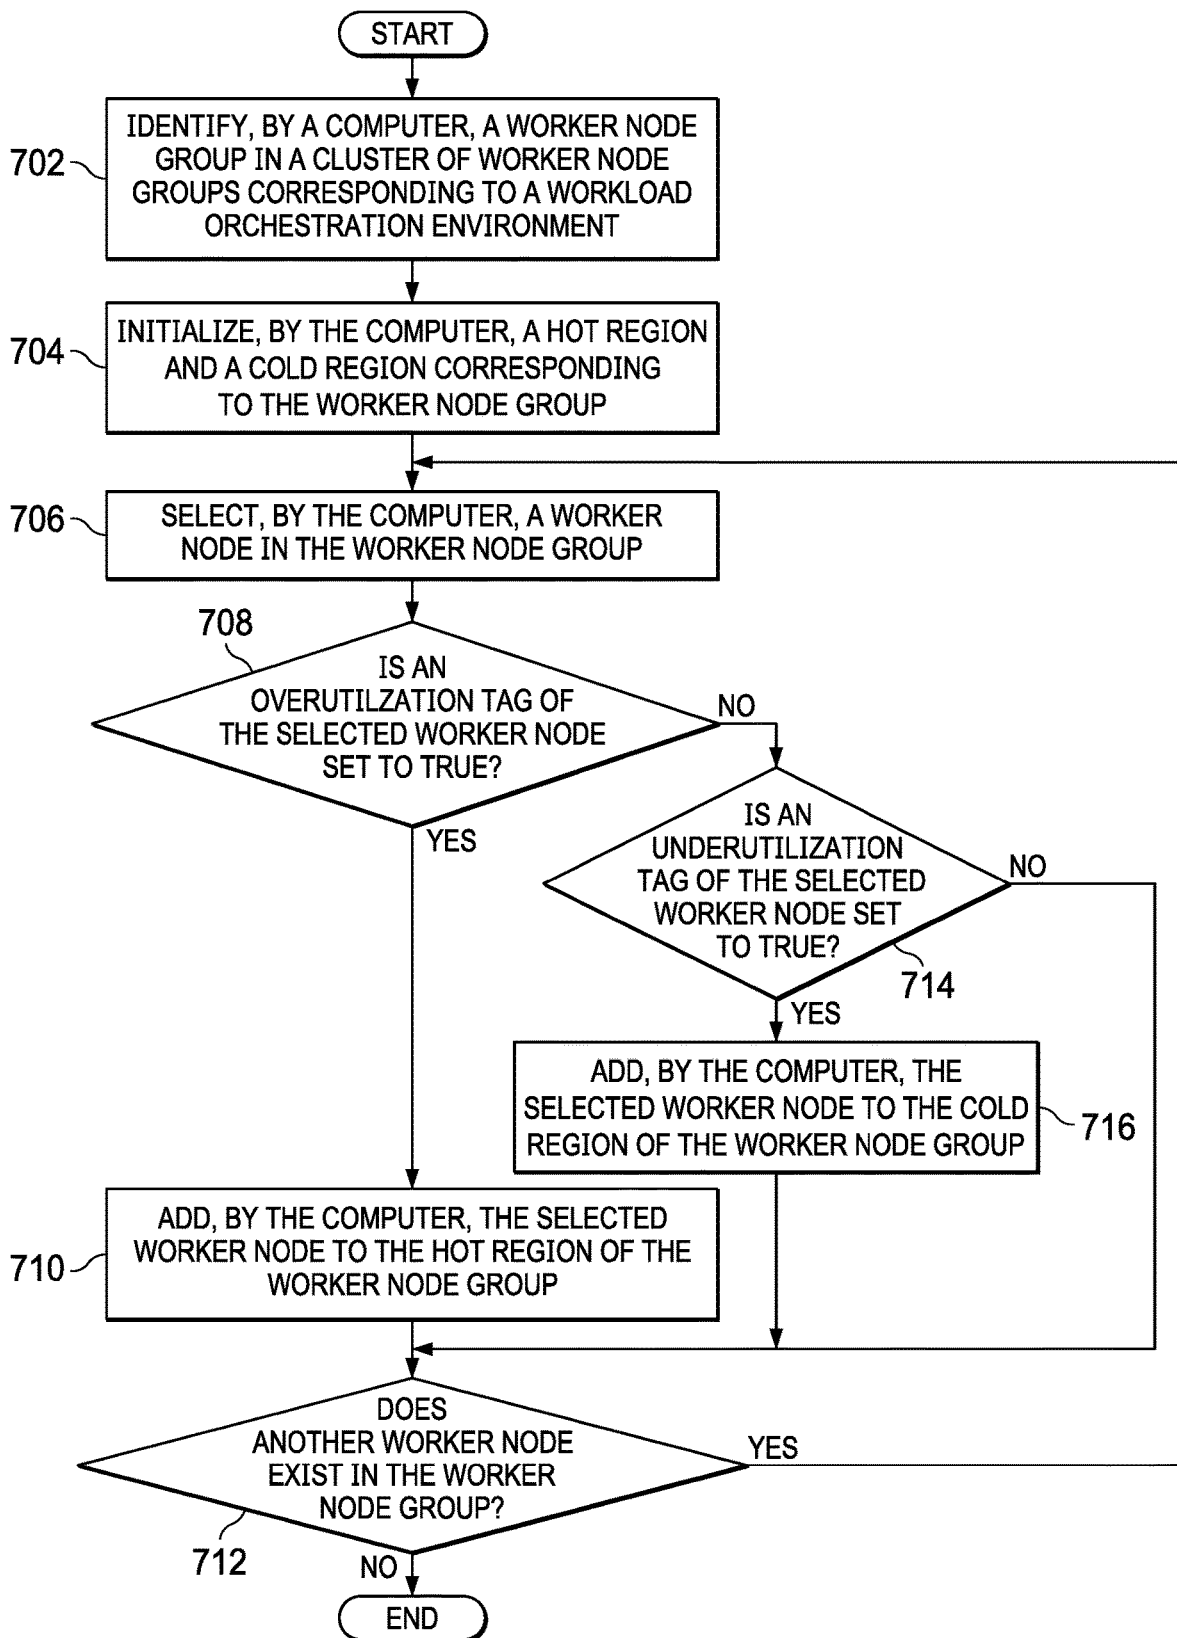 START
702
IDENTIFY, BY A COMPUTER, A WORKER NODE
GROUP IN A CLUSTER OF WORKER NODE
GROUPS CORRESPONDING TO A WORKLOAD
ORCHESTRATION ENVIRONMENT
704
INITIALIZE, BY THE COMPUTER, A HOT REGION
AND A COLD REGION CORRESPONDING
TO THE WORKER NODE GROUP
706
SELECT, BY THE COMPUTER, A WORKER
NODE IN THE WORKER NODE GROUP
708
IS AN
OVERUTILZATION TAG OF
THE SELECTED WORKER NODE
SET TO TRUE?
NO
YES
IS AN
UNDERUTILIZATION
TAG OF THE SELECTED
WORKER NODE SET
TO TRUE?
NO
714
YES
ADD, BY THE COMPUTER, THE
SELECTED WORKER NODE TO THE COLD
REGION OF THE WORKER NODE GROUP
716
710
ADD, BY THE COMPUTER, THE SELECTED
WORKER NODE TO THE HOT REGION OF THE
WORKER NODE GROUP
DOES
ANOTHER WORKER NODE
EXIST IN THE WORKER
NODE GROUP?
YES
712
NO
END